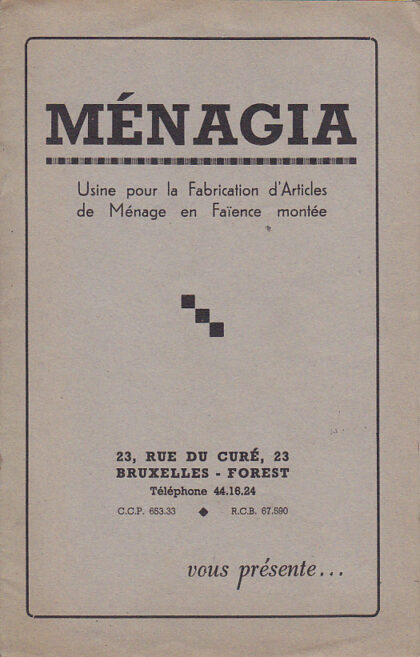 MÉNAGIA
Usine pour la Fabrication d'Articles
de Ménage en Faïence montée
23, RUE DU CURÉ, 23
BRUXELLES - FOREST
Téléphone 44.16.24
C.C.P. 653.33 ◆ R.C.B. 67.590
vous présente...